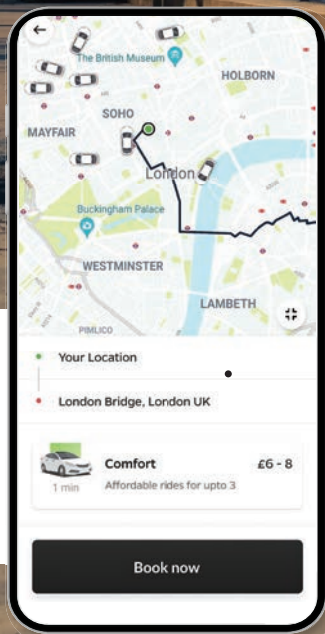 The British Museum
HOLBORN
SOHO
MAYFAIR
London
Buckingham Palace
WESTMINSTER
LAMBETH
PIMLICO
Your Location
London Bridge, London UK
Comfort
£6 - 8
1 min
Affordable rides for upto 3
Book now